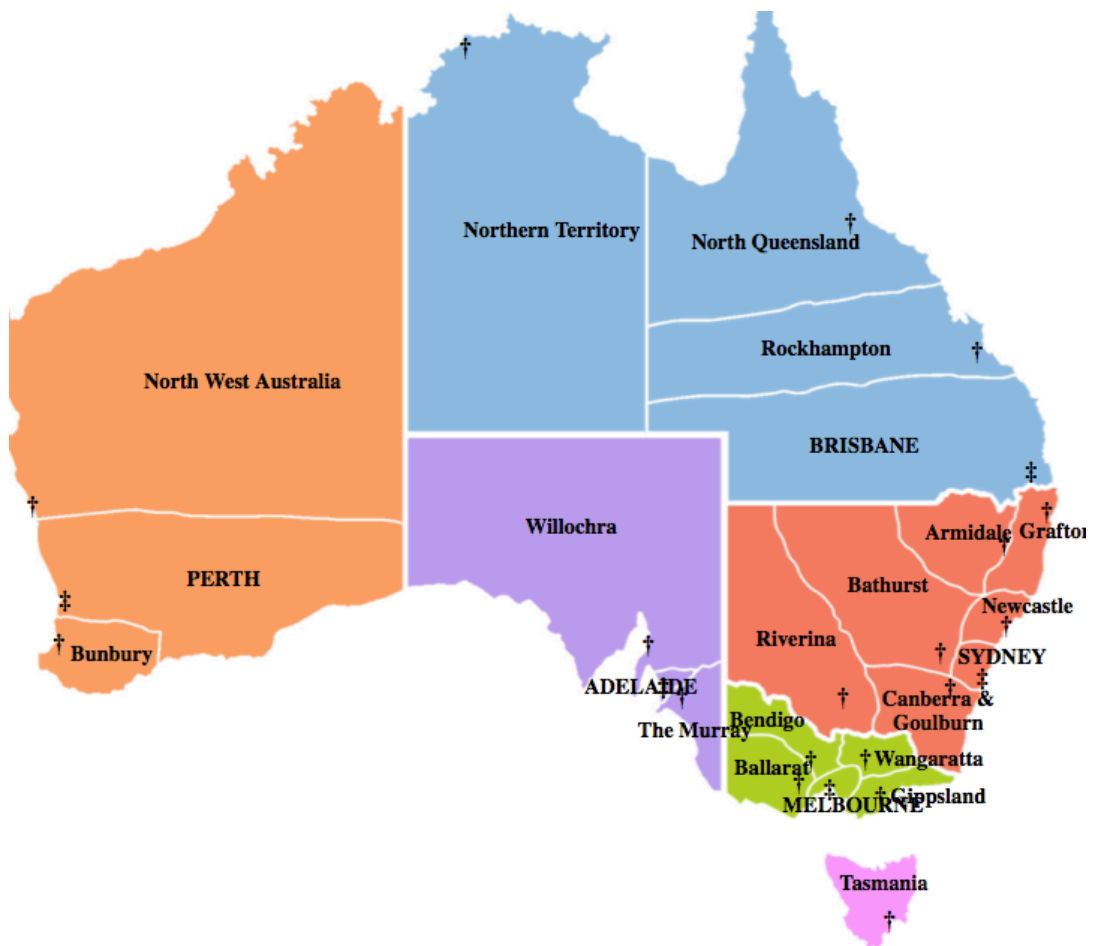 †
Northern Territory
†
North Queensland
Rockhampton
†
North West Australia
BRISBANE
‡
†
Willochra
†
Armidale
†
Grafton
PERTH
Bathurst
‡
Newcastle
†
†
Bunbury
†
Riverina
†
SYDNEY
‡
ADELAIDE
‡
†
†
†
Canberra &
Goulburn
The Murray
Bendigo
†
†
Wangaratta
Ballarat
†
‡
MELBOURNE
†
Gippsland
Tasmania
†